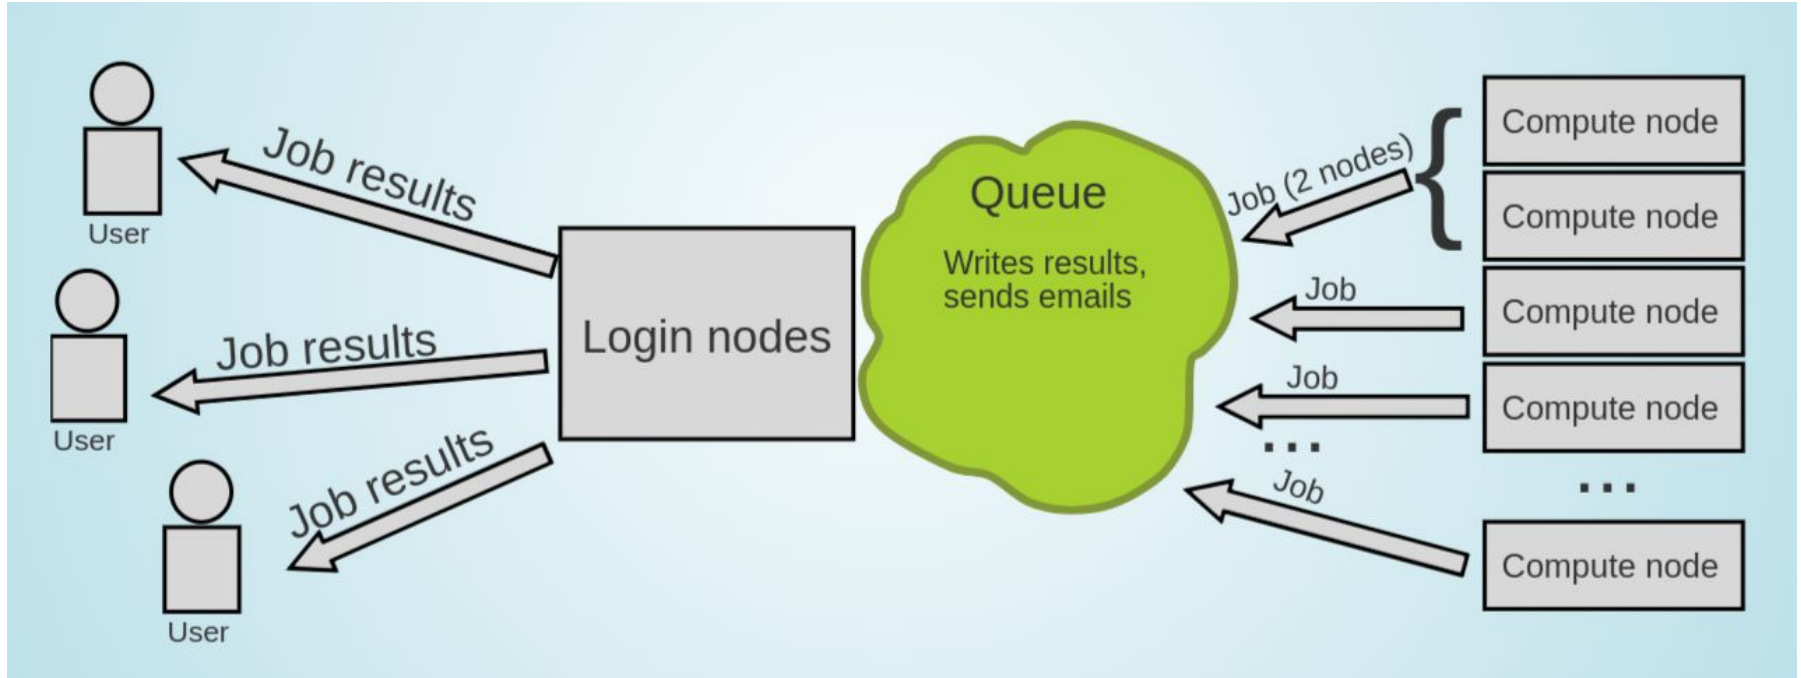 User
User
User
Job results
Job results
Job results
Login nodes
Queue
Writes results,
sends emails
Job (2 nodes)
{
Job
Job
...
Job
Compute node
Compute node
Compute node
Compute node
...
Compute node